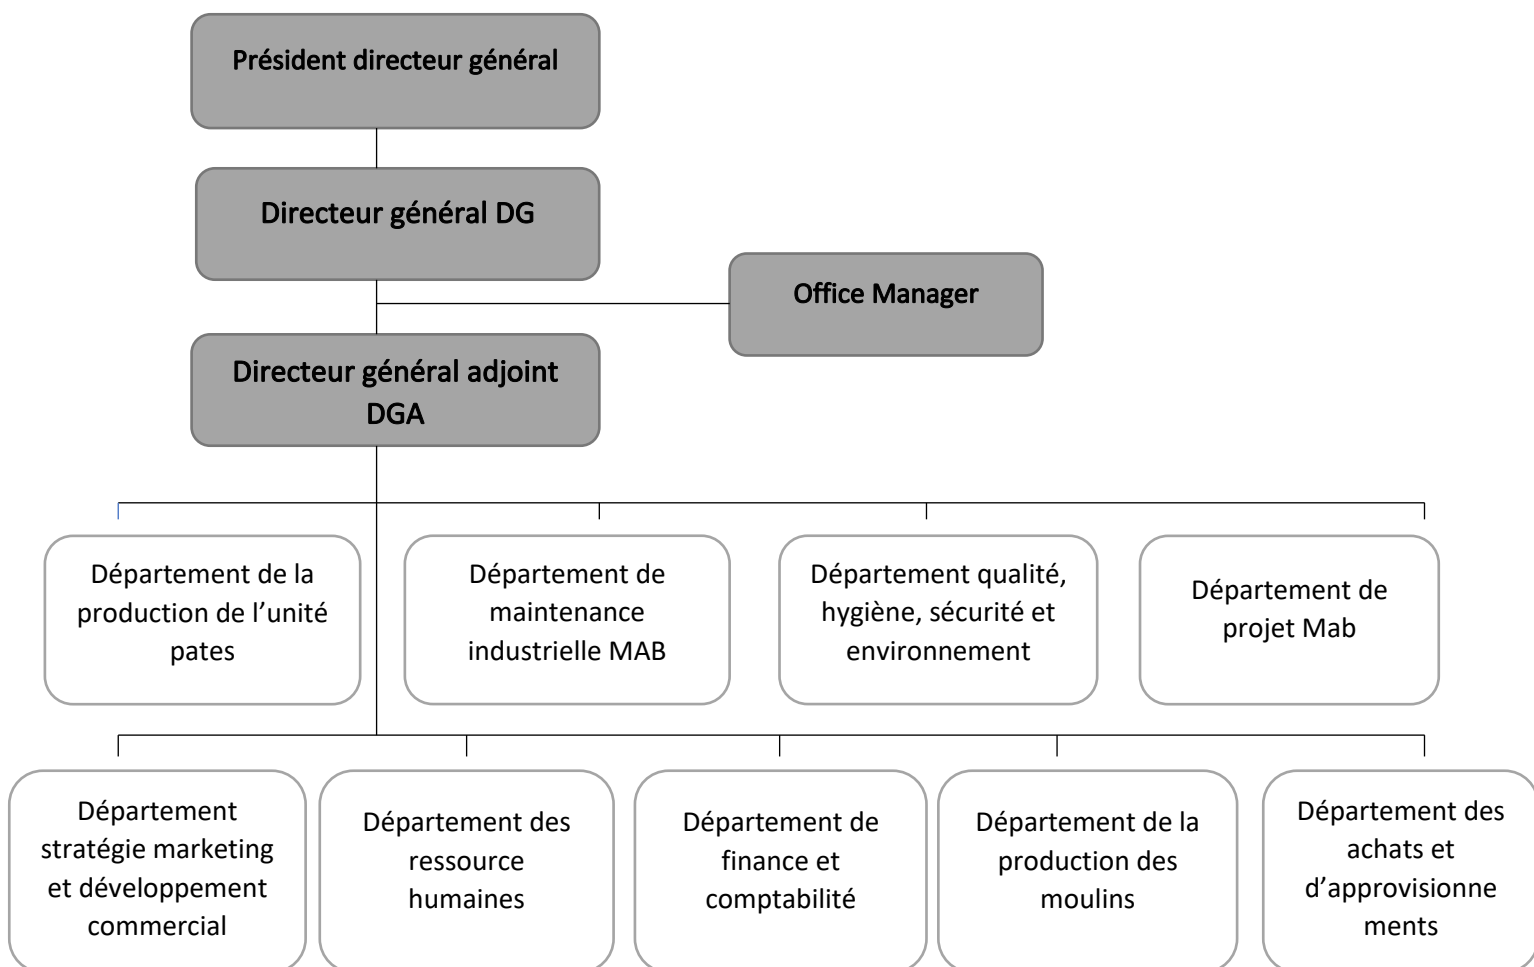 Président directeur général
Directeur général DG
Office Manager
Directeur général adjoint
DGA
Département de la
production de l’unité
pates
Département de
maintenance
industrielle MAB
Département qualité,
hygiène, sécurité et
environnement
Département de
projet Mab
Département
stratégie marketing
et développement
commercial
Département des
ressource
humaines
Département de
finance et
comptabilité
Département de la
production des
moulins
Département des
achats et
d’approvisionne
ments